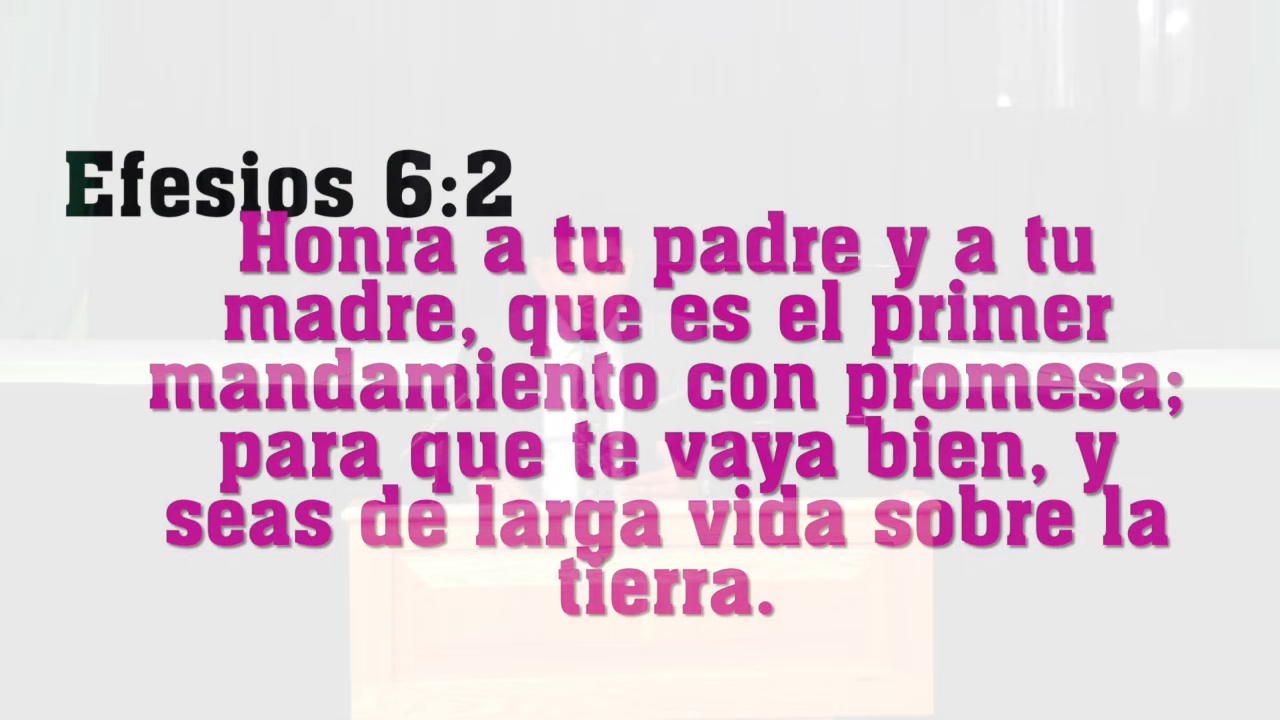 Efesios 6:2
Honra a tu padre y a tu
madre, que es el primer
mandamiento con promesa;
para que te vaya bien, y
seas de larga vida sobre la
tierra.